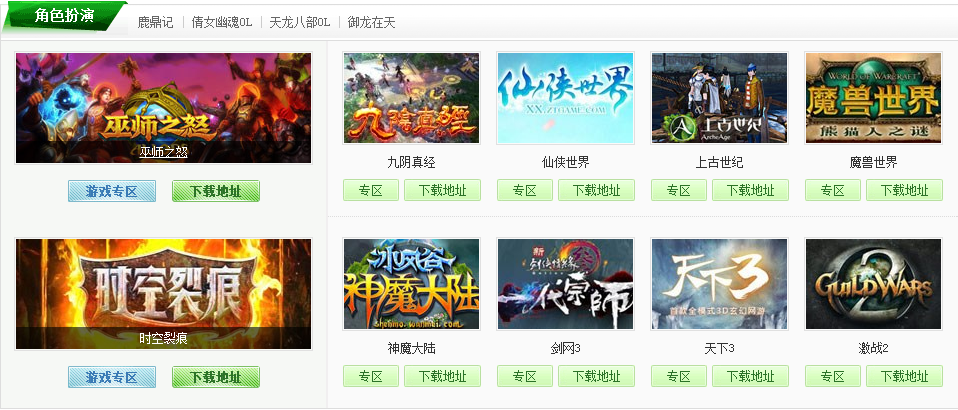 角色扮演
鹿鼎记 | 倩女幽魂OL | 天龙八部OL | 御龙在天
巫师之怒
巫师之怒
游戏专区 下载地址
九陰真經
九阴真经
专区 下载地址
仙侠世界
XX.ZTGAME.COM
仙侠世界
专区 下载地址
上古世纪
ArcheAge
上古世纪
专区 下载地址
WORLD OF WARCRAFT
魔兽世界
熊猫人之谜
魔兽世界
专区 下载地址
时空裂痕
时空裂痕
游戏专区 下载地址
冰风谷
神魔大陆
shenmo.wanmei.com
神魔大陆
专区 下载地址
新
剑侠情缘
一代宗師
剑网3
专区 下载地址
天下3
首款全模式3D玄幻网游
天下3
专区 下载地址
GUILD WARS
2
激战2
专区 下载地址